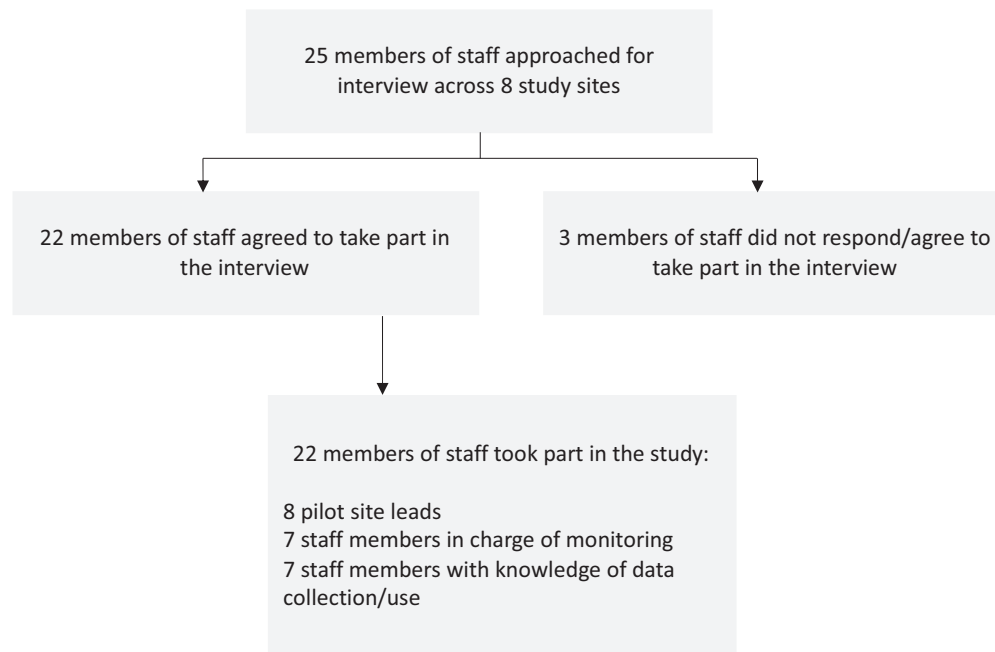 25 members of staff approached for
interview across 8 study sites
22 members of staff agreed to take part in
the interview
3 members of staff did not respond/agree to
take part in the interview
22 members of staff took part in the study:
8 pilot site leads
7 staff members in charge of monitoring
7 staff members with knowledge of data
collection/use